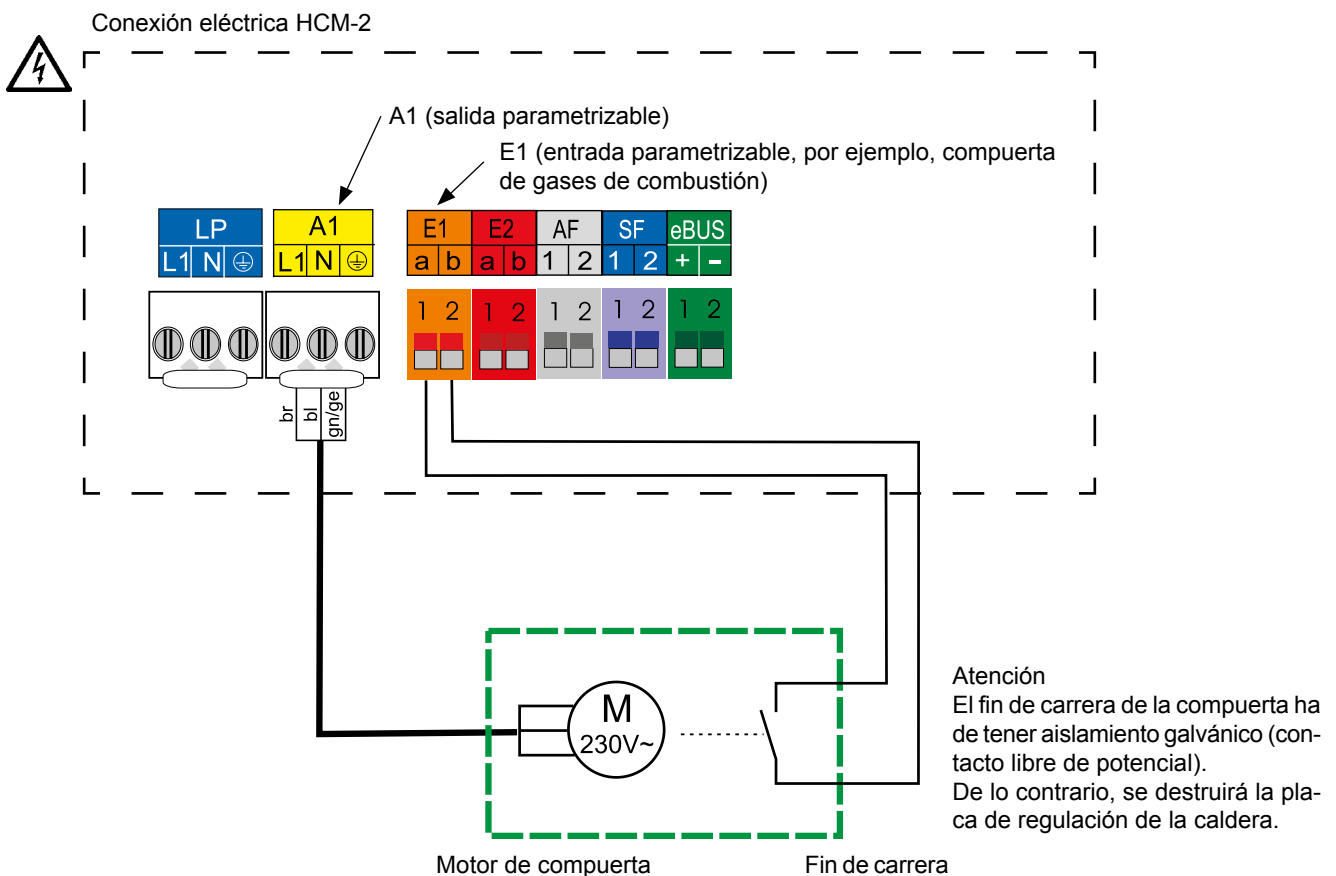 Conexión eléctrica HCM-2
A1 (salida parametrizable)
E1 (entrada parametrizable, por ejemplo, compuerta
de gases de combustión)
LP
L1 N
A1
L1 N
E1
a b
E2
a b
AF
1 2
SF
1 2
eBUS
+ -
1 2
1 2
1 2
1 2
1 2
br
bl
gn/ge
M
230V~
Atención
El fin de carrera de la compuerta ha
de tener aislamiento galvánico (con-
tacto libre de potencial).
De lo contrario, se destruirá la pla-
ca de regulación de la caldera.
Motor de compuerta
Fin de carrera